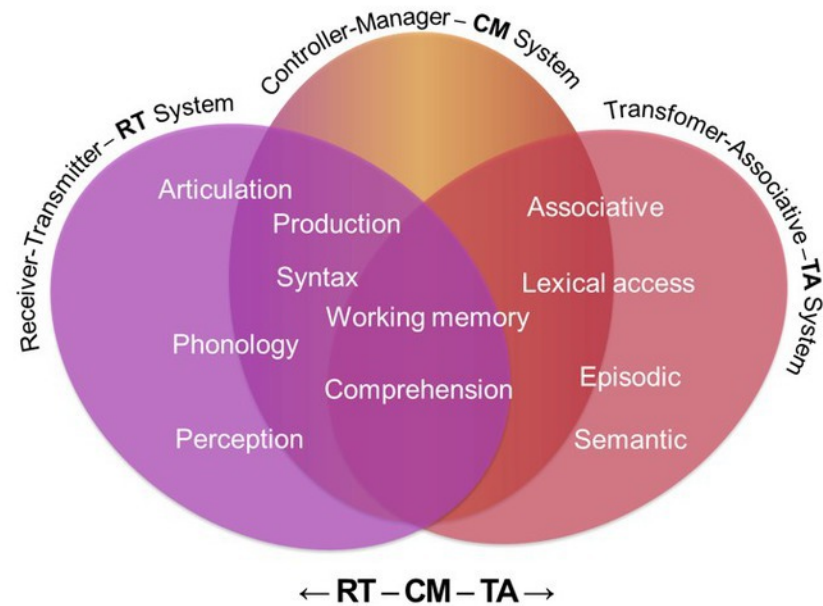 Controller-Manager – CM System
Receiver-Transmitter – RT System
Transfomer-Associative –TA System
Articulation
Associative
Production
Syntax
Lexical access
Working memory
Phonology
Episodic
Comprehension
Perception
Semantic
← RT – CM – TA →